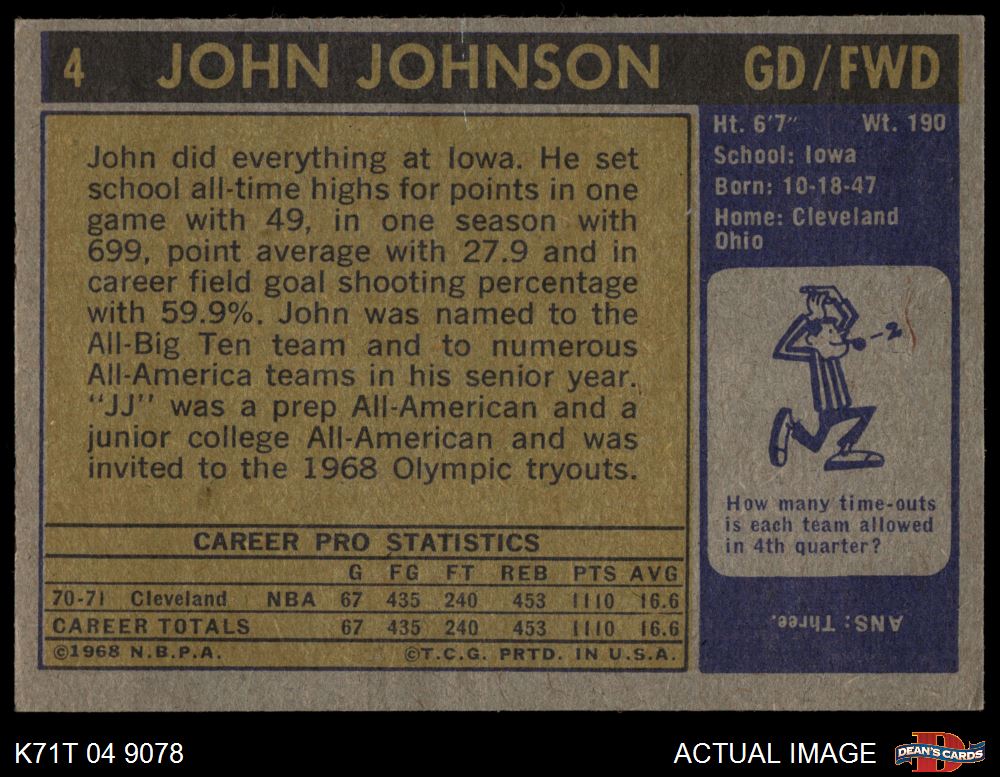 4 JOHN JOHNSON GD/FWD
John did everything at Iowa. He set
school all-time highs for points in one
game with 49, in one season with
699, point average with 27.9 and in
career field goal shooting percentage
with 59.9%. John was named to the
All-Big Ten team and to numerous
All-America teams in his senior year.
“JJ” was a prep All-American and a
junior college All-American and was
invited to the 1968 Olympic tryouts.
CAREER PRO STATISTICS
G FG FT REB PTS AVG
70-71 Cleveland NBA 67 435 240 453 1110 16.6
CAREER TOTALS 67 435 240 453 1110 16.6
©1968 N.B.P.A. ©T.C.G. PRTD. IN U.S.A.
Ht. 6'7" Wt. 190
School: Iowa
Born: 10-18-47
Home: Cleveland
Ohio
How many time-outs
is each team allowed
in 4th quarter?
ANS: Three.
K71T 04 9078 ACTUAL IMAGE
D
DEAN'S CARDS